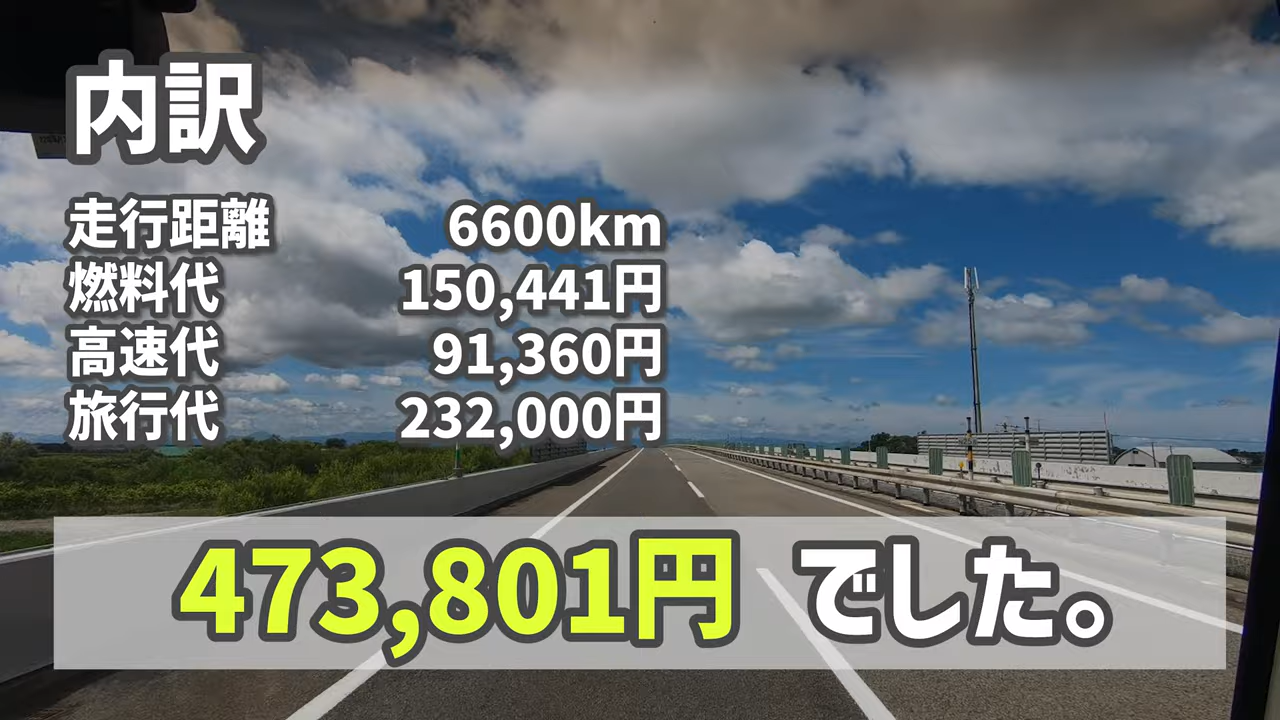 内訳
走行距離 6600km
燃料代 150,441円
高速代 91,360円
旅行代 232,000円
473,801円 でした。